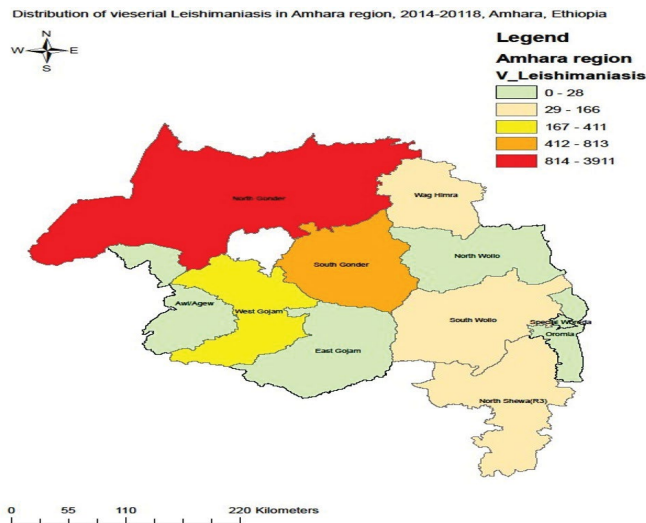 Distribution of vieserial Leishimaniasis in Amhara region, 2014-20118, Amhara, Ethiopia
N
W E
S
Legend
Amhara region
V_Leishimaniasis
0 - 28
29 - 166
167 - 411
412 - 813
814 - 3911
North Gonder
Wag Himra
South Gonder
North Wollo
Awi/Agew
West Gojam
South Wollo
Special Woreda
Oromia
East Gojam
North Shewa(R3)
0 55 110 220 Kilometers